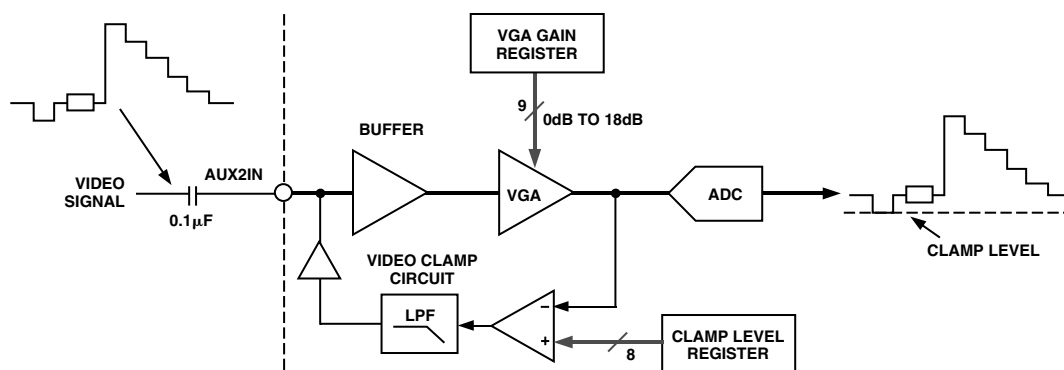 VGA GAIN
REGISTER
9
0dB TO 18dB
BUFFER
AUX2IN
VIDEO
SIGNAL
0.1μF
VGA
ADC
CLAMP LEVEL
VIDEO CLAMP
CIRCUIT
LPF
–
+
8
CLAMP LEVEL
REGISTER